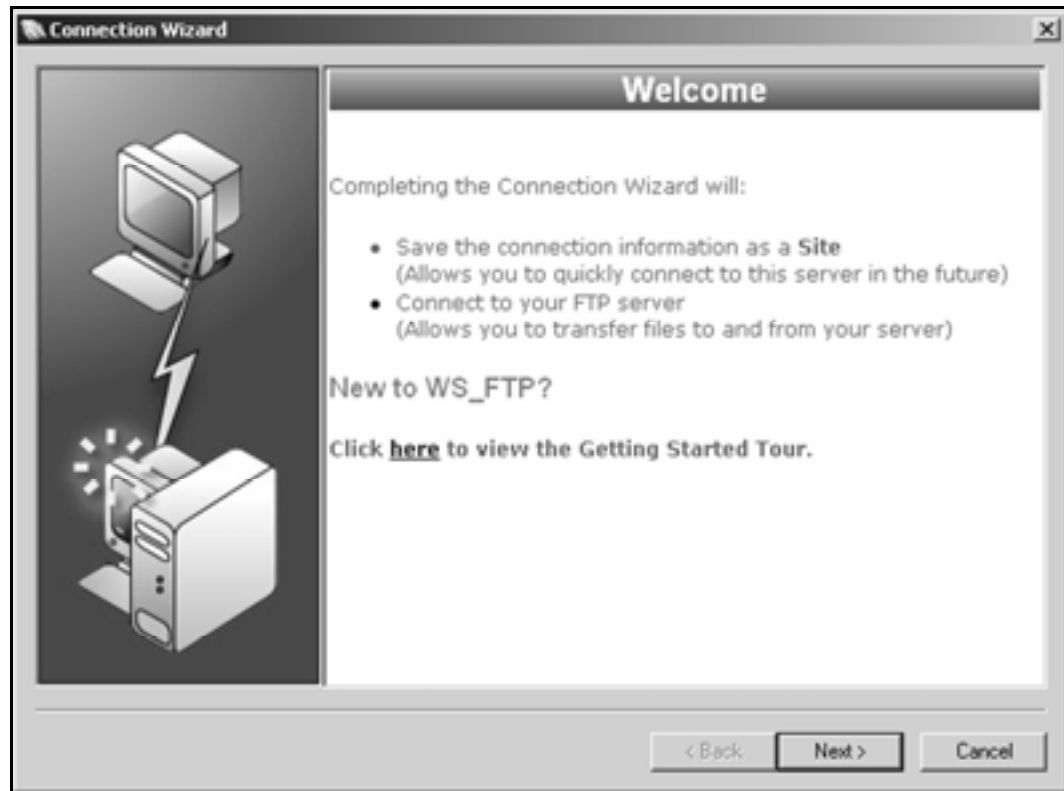 Connection Wizard
Welcome
Completing the Connection Wizard will:
• Save the connection information as a Site
(Allows you to quickly connect to this server in the future)
• Connect to your FTP server
(Allows you to transfer files to and from your server)
New to WS_FTP?
Click here to view the Getting Started Tour.
< Back Next > Cancel